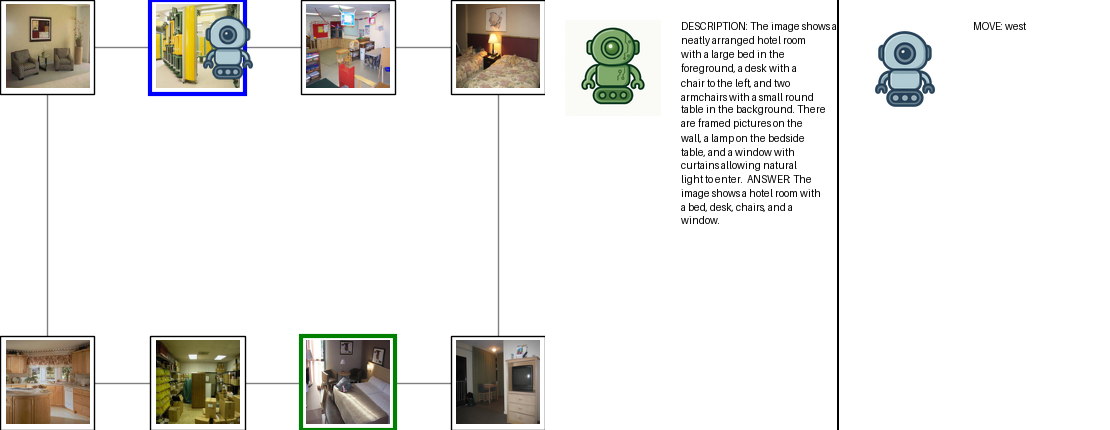 DESCRIPTION: The image shows a
neatly arranged hotel room
with a large bed in the
foreground, a desk with a
chair to the left, and two
armchairs with a small round
table in the background. There
are framed pictures on the
wall, a lamp on the bedside
table, and a window with
curtains allowing natural
light to enter. ANSWER: The
image shows a hotel room with
a bed, desk, chairs, and a
window.
MOVE: west